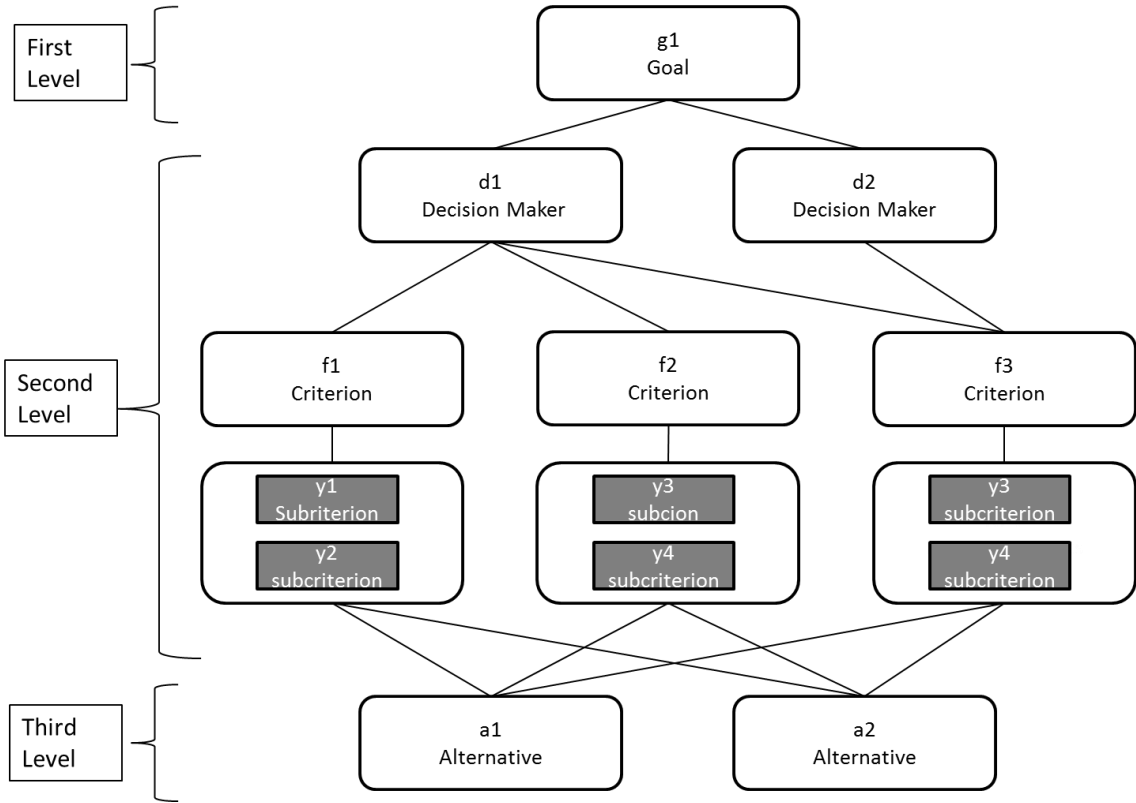 First
Level
g1
Goal
d1
Decision Maker
d2
Decision Maker
Second
Level
f1
Criterion
f2
Criterion
f3
Criterion
y1
Subriterion
y2
subcriterion
y3
subcion
y4
subcriterion
y3
subcriterion
y4
subcriterion
Third
Level
a1
Alternative
a2
Alternative